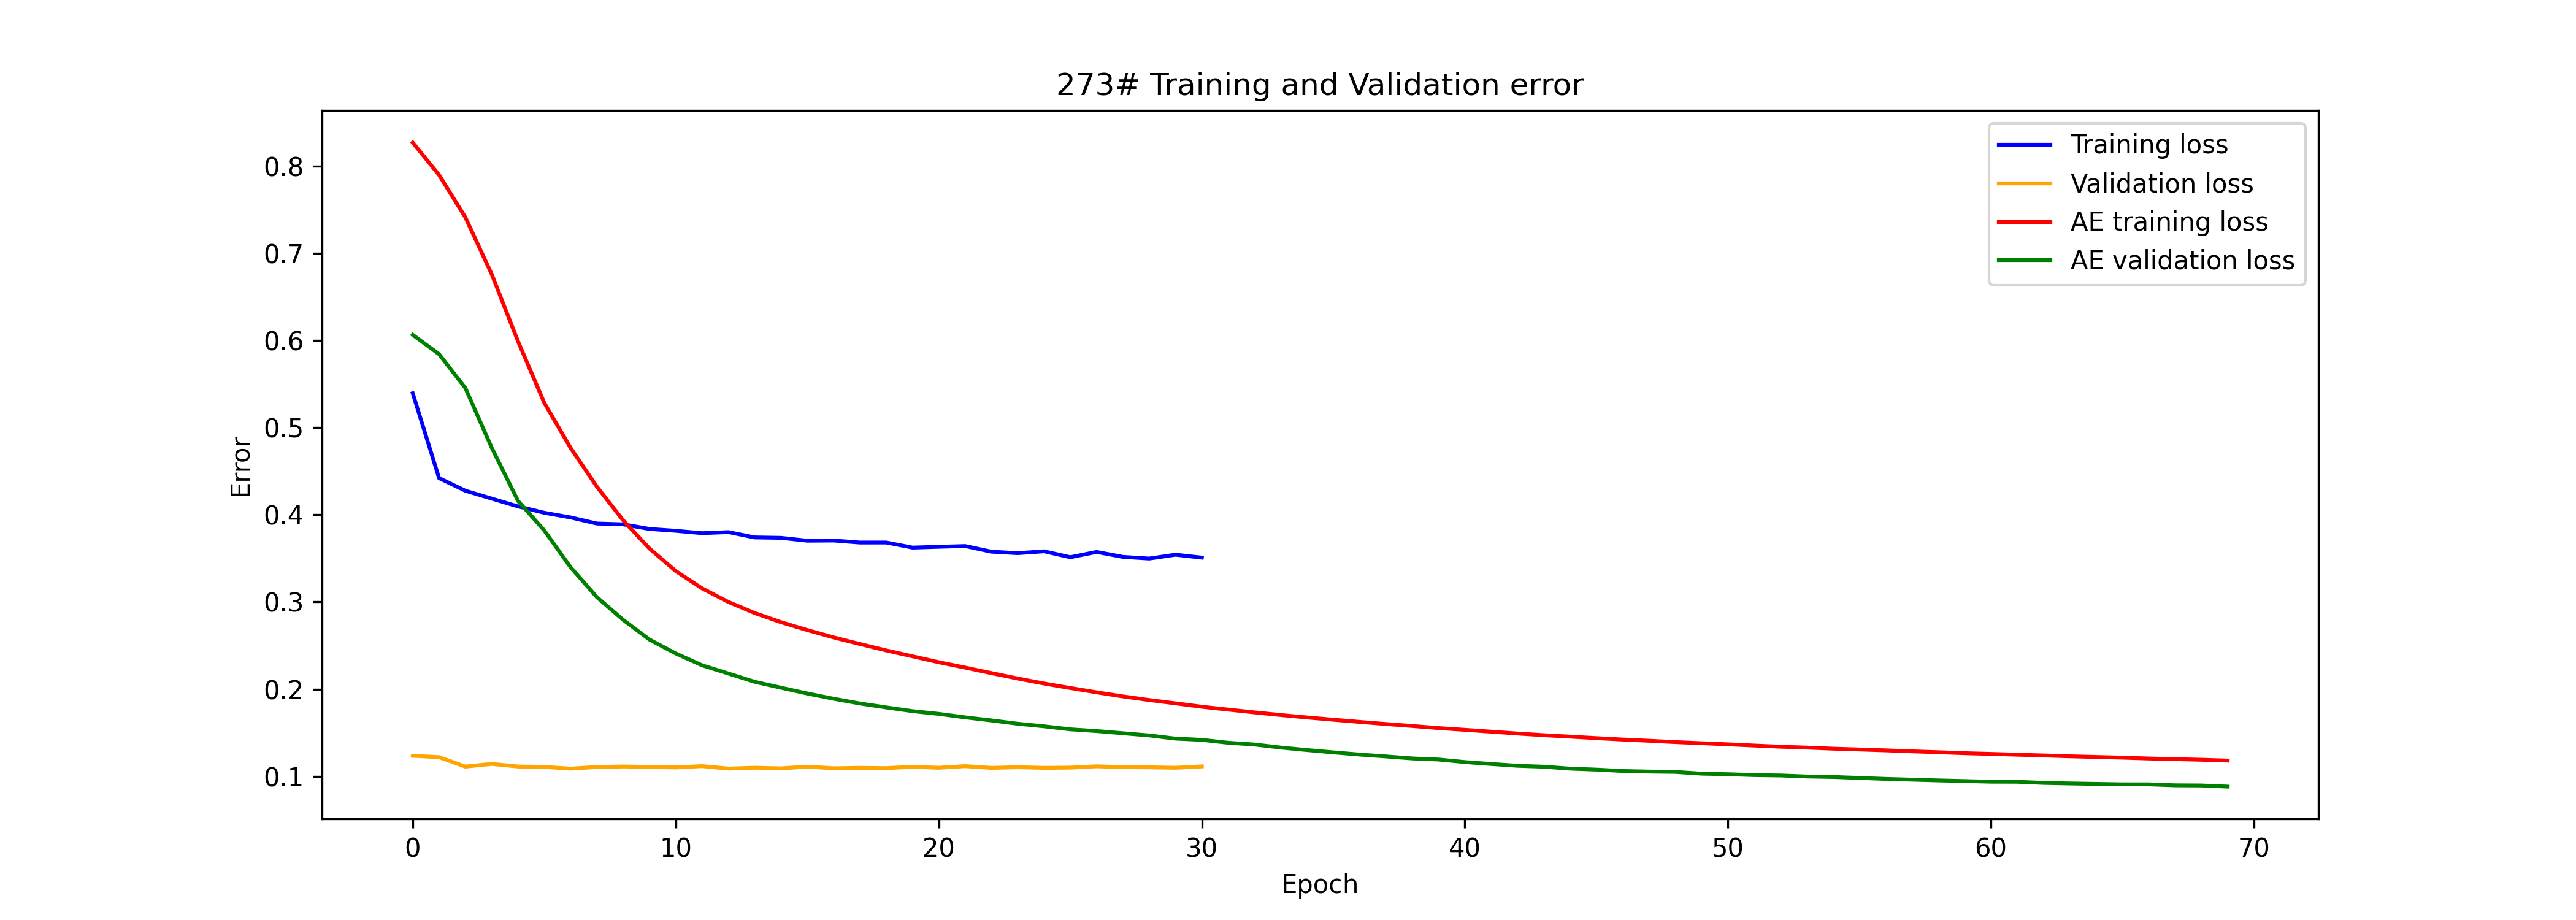 273# Training and Validation error
Training loss
Validation loss
AE training loss
AE validation loss
0.8
0.7
0.6
0.5
0.4
0.3
0.2
0.1
Error
0 10 20 30 40 50 60 70
Epoch